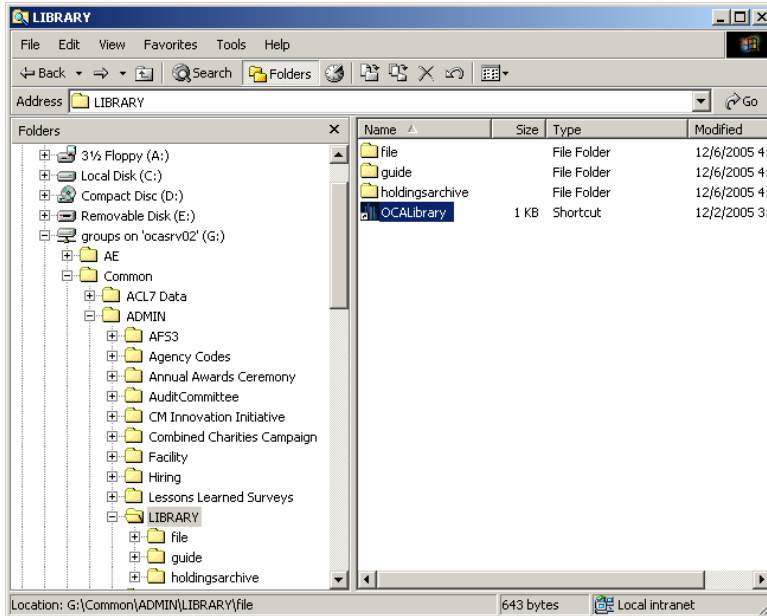 LIBRARY
File Edit View Favorites Tools Help
Back Search Folders
Address LIBRARY Go
Folders
3½ Floppy (A:)
Local Disk (C:)
Compact Disc (D:)
Removable Disk (E:)
groups on 'ocasrv02' (G:)
AE
Common
ACL7 Data
ADMIN
AFS3
Agency Codes
Annual Awards Ceremony
AuditCommittee
CM Innovation Initiative
Combined Charities Campaign
Facility
Hiring
Lessons Learned Surveys
LIBRARY
file
guide
holdingsarchive
Name Size Type Modified
file File Folder 12/6/2005 4:
guide File Folder 12/6/2005 4:
holdingsarchive File Folder 12/6/2005 4:
OCALibrary 1 KB Shortcut 12/2/2005 3:
Location: G:\Common\ADMIN\LIBRARY\file 643 bytes Local intranet